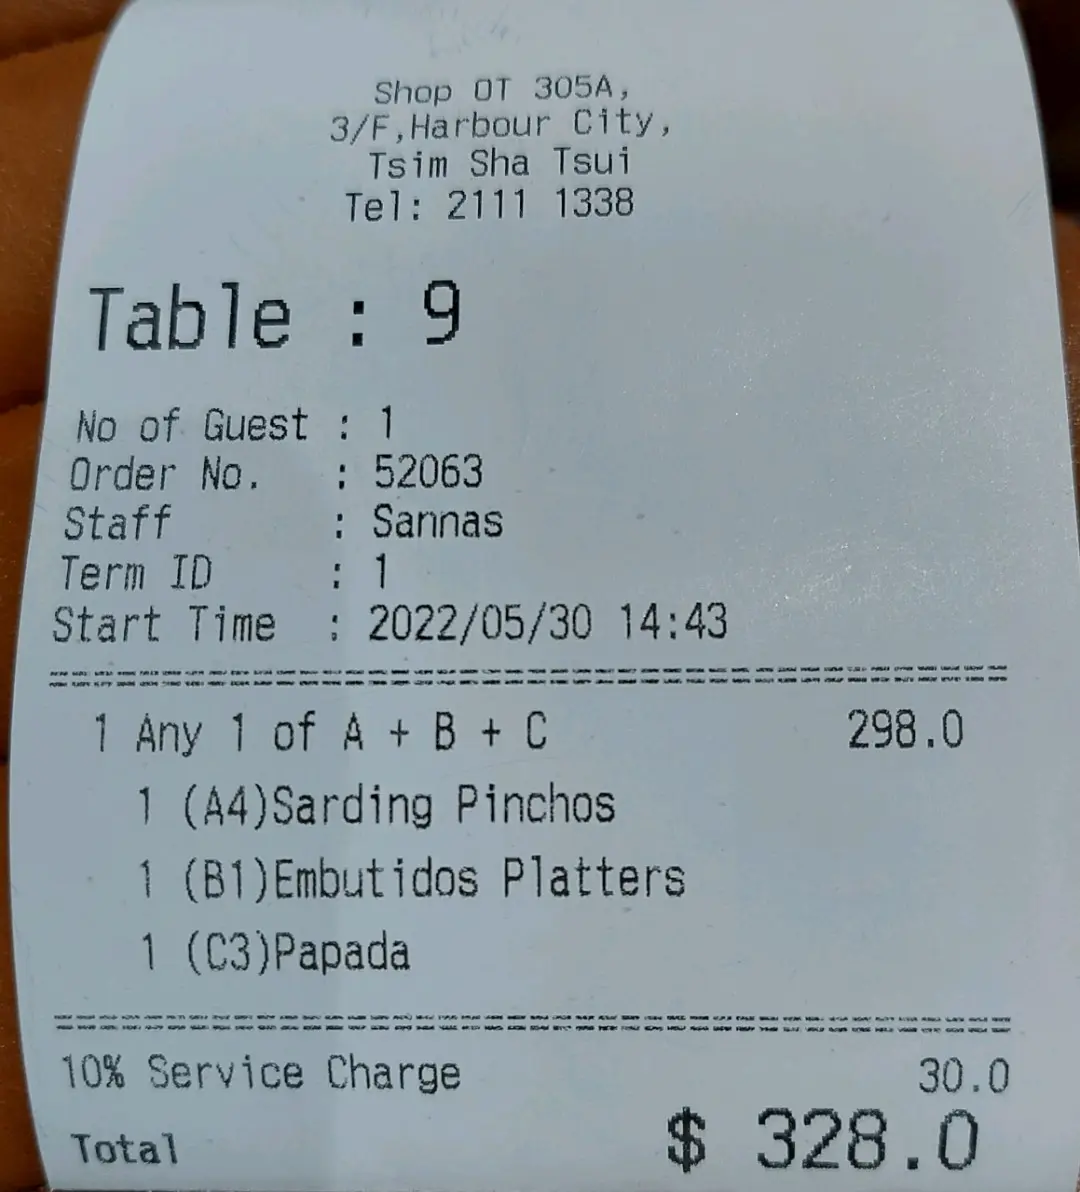 Shop OT 305A,
3/F,Harbour City,
Tsim Sha Tsui
Tel: 2111 1338
Table : 9
No of Guest : 1
Order No. : 52063
Staff : Sannas
Term ID : 1
Start Time : 2022/05/30 14:43
1 Any 1 of A + B + C 298.0
1 (A4)Sarding Pinchos
1 (B1)Embutidos Platters
1 (C3)Papada
10% Service Charge 30.0
Total $ 328.0